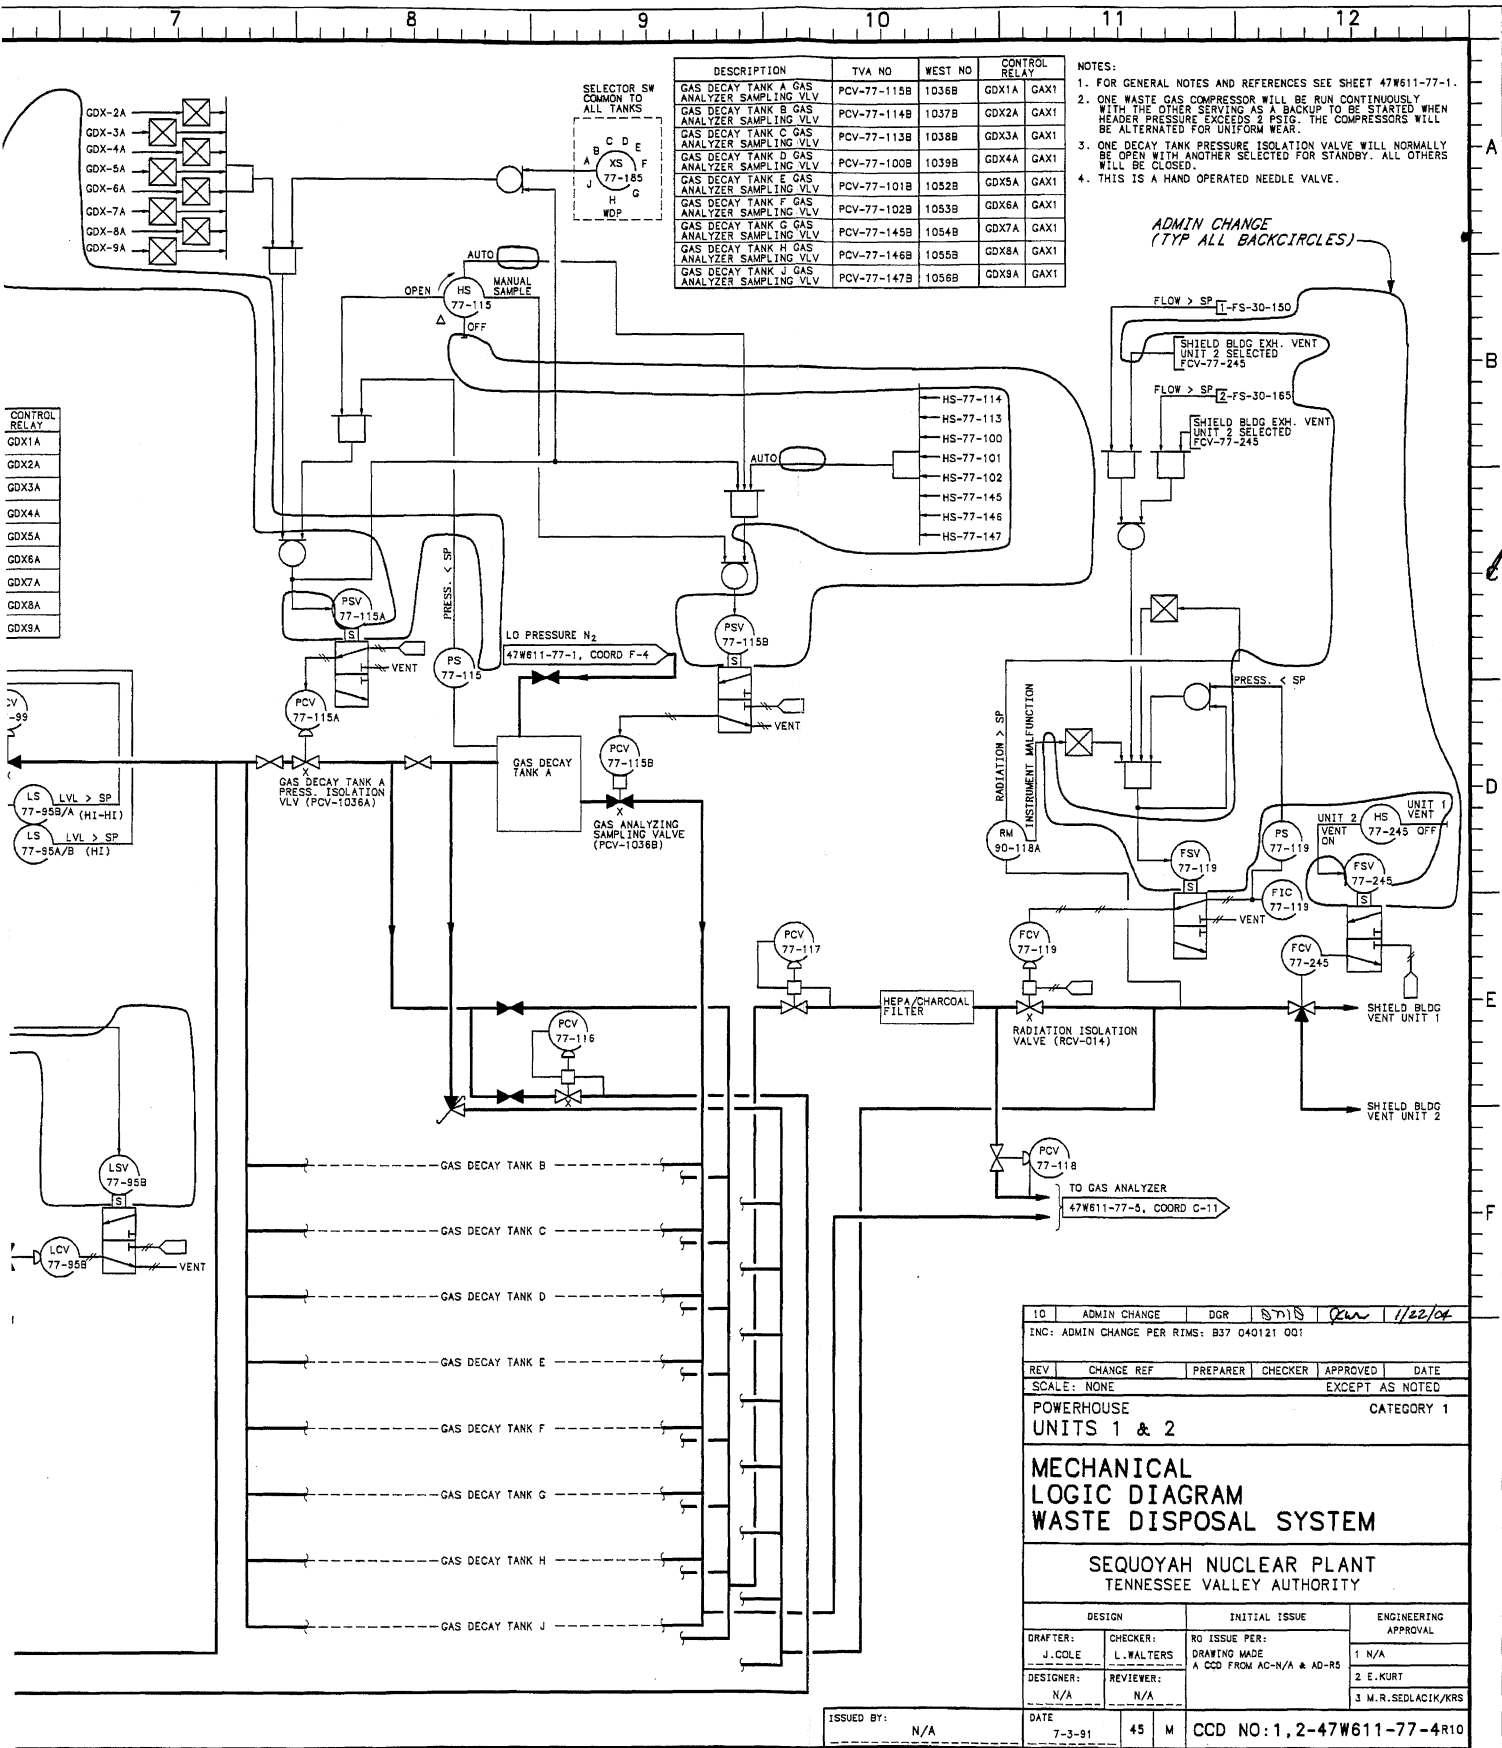 7 8 9 10 11 12
A
B
C
D
E
F
GDX-2A
GDX-3A
GDX-4A
GDX-5A
GDX-6A
GDX-7A
GDX-8A
GDX-9A
SELECTOR SW
COMMON TO
ALL TANKS
A B C D E F G H J
XS
77-185
WDP
DESCRIPTION TVA NO WEST NO CONTROL RELAY
GAS DECAY TANK A GAS ANALYZER SAMPLING VLV PCV-77-115B 1036B GDX1A GAX1
GAS DECAY TANK B GAS ANALYZER SAMPLING VLV PCV-77-114B 1037B GDX2A GAX1
GAS DECAY TANK C GAS ANALYZER SAMPLING VLV PCV-77-113B 1038B GDX3A GAX1
GAS DECAY TANK D GAS ANALYZER SAMPLING VLV PCV-77-100B 1039B GDX4A GAX1
GAS DECAY TANK E GAS ANALYZER SAMPLING VLV PCV-77-101B 1052B GDX5A GAX1
GAS DECAY TANK F GAS ANALYZER SAMPLING VLV PCV-77-102B 1053B GDX6A GAX1
GAS DECAY TANK G GAS ANALYZER SAMPLING VLV PCV-77-145B 1054B GDX7A GAX1
GAS DECAY TANK H GAS ANALYZER SAMPLING VLV PCV-77-146B 1055B GDX8A GAX1
GAS DECAY TANK J GAS ANALYZER SAMPLING VLV PCV-77-147B 1056B GDX9A GAX1
NOTES:
1. FOR GENERAL NOTES AND REFERENCES SEE SHEET 47W611-77-1.
2. ONE WASTE GAS COMPRESSOR WILL BE RUN CONTINUOUSLY
WITH THE OTHER SERVING AS A BACKUP TO BE STARTED WHEN
HEADER PRESSURE EXCEEDS 2 PSIG. THE COMPRESSORS WILL
BE ALTERNATED FOR UNIFORM WEAR.
3. ONE DECAY TANK PRESSURE ISOLATION VALVE WILL NORMALLY
BE OPEN WITH ANOTHER SELECTED FOR STANDBY. ALL OTHERS
WILL BE CLOSED.
4. THIS IS A HAND OPERATED NEEDLE VALVE.
ADMIN CHANGE
(TYP ALL BACKCIRCLES)
AUTO
OPEN
HS
77-115
MANUAL
SAMPLE
OFF
FLOW > SP 1-FS-30-150
SHIELD BLDG EXH. VENT
UNIT 2 SELECTED
FCV-77-245
FLOW > SP 2-FS-30-165
SHIELD BLDG EXH. VENT
UNIT 2 SELECTED
FCV-77-245
HS-77-114
HS-77-113
HS-77-100
HS-77-101
HS-77-102
HS-77-145
HS-77-146
HS-77-147
AUTO
CONTROL
RELAY
GDX1A
GDX2A
GDX3A
GDX4A
GDX5A
GDX6A
GDX7A
GDX8A
GDX9A
PRESS. < SP
PSV
77-115A
S
VENT
PS
77-115
PCV
77-115A
LO PRESSURE N2
47W611-77-1, COORD F-4
PSV
77-115B
S
VENT
PCV
77-115B
GAS DECAY
TANK A
GAS DECAY TANK A
PRESS. ISOLATION
VLV (PCV-1036A)
X
GAS ANALYZING
SAMPLING VALVE
(PCV-1036B)
X
CV
-99
LS
77-95B/A
LVL > SP
(HI-HI)
LS
77-95A/B
LVL > SP
(HI)
PRESS. < SP
RADIATION > SP
INSTRUMENT MALFUNCTION
RM
90-118A
FSV
77-119
S
VENT
PS
77-119
FIC
77-119
UNIT 2
VENT
ON
HS
77-245
UNIT 1
VENT
OFF
FSV
77-245
S
PCV
77-117
FCV
77-119
FCV
77-245
HEPA/CHARCOAL
FILTER
X
RADIATION ISOLATION
VALVE (RCV-014)
SHIELD BLDG
VENT UNIT 1
SHIELD BLDG
VENT UNIT 2
PCV
77-116
X
PCV
77-118
TO GAS ANALYZER
47W611-77-5, COORD C-11
LSV
77-95B
S
LCV
77-95B
VENT
GAS DECAY TANK B
GAS DECAY TANK C
GAS DECAY TANK D
GAS DECAY TANK E
GAS DECAY TANK F
GAS DECAY TANK G
GAS DECAY TANK H
GAS DECAY TANK J
10 ADMIN CHANGE DGR 1/22/04
INC: ADMIN CHANGE PER RIMS: B37 040121 001
REV CHANGE REF PREPARER CHECKER APPROVED DATE
SCALE: NONE EXCEPT AS NOTED
POWERHOUSE CATEGORY 1
UNITS 1 & 2
MECHANICAL
LOGIC DIAGRAM
WASTE DISPOSAL SYSTEM
SEQUOYAH NUCLEAR PLANT
TENNESSEE VALLEY AUTHORITY
DESIGN INITIAL ISSUE ENGINEERING APPROVAL
DRAFTER: J.COLE
CHECKER: L.WALTERS
DESIGNER: N/A
REVIEWER: N/A
RO ISSUE PER:
DRAWING MADE
A CCD FROM AC-N/A & AD-R5
1 N/A
2 E.KURT
3 M.R.SEDLACIK/KRS
ISSUED BY: N/A
DATE 7-3-91 45 M CCD NO:1,2-47W611-77-4R10